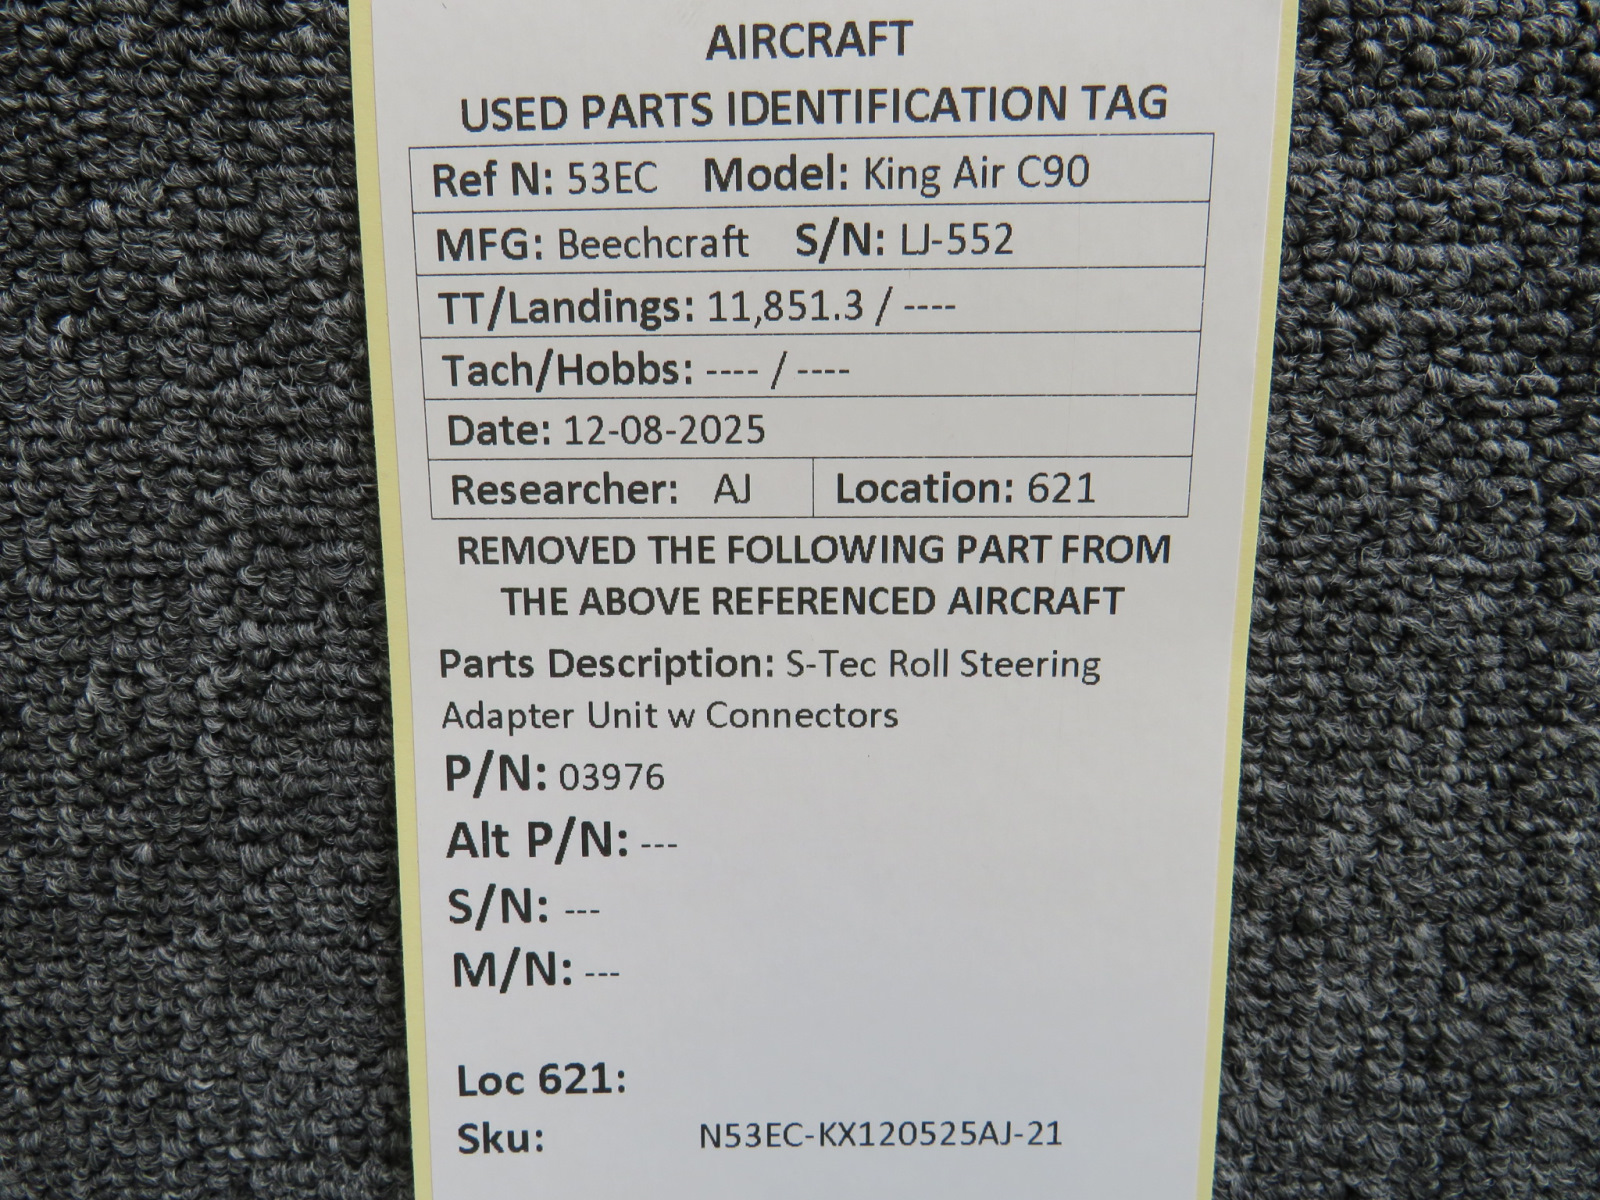 AIRCRAFT
USED PARTS IDENTIFICATION TAG
Ref N: 53EC Model: King Air C90
MFG: Beechcraft S/N: LJ-552
TT/Landings: 11,851.3 / ----
Tach/Hobbs: ---- / ----
Date: 12-08-2025
Researcher: AJ Location: 621
REMOVED THE FOLLOWING PART FROM
THE ABOVE REFERENCED AIRCRAFT
Parts Description: S-Tec Roll Steering
Adapter Unit w Connectors
P/N: 03976
Alt P/N: ---
S/N: ---
M/N: ---
Loc 621:
Sku: N53EC-KX120525AJ-21